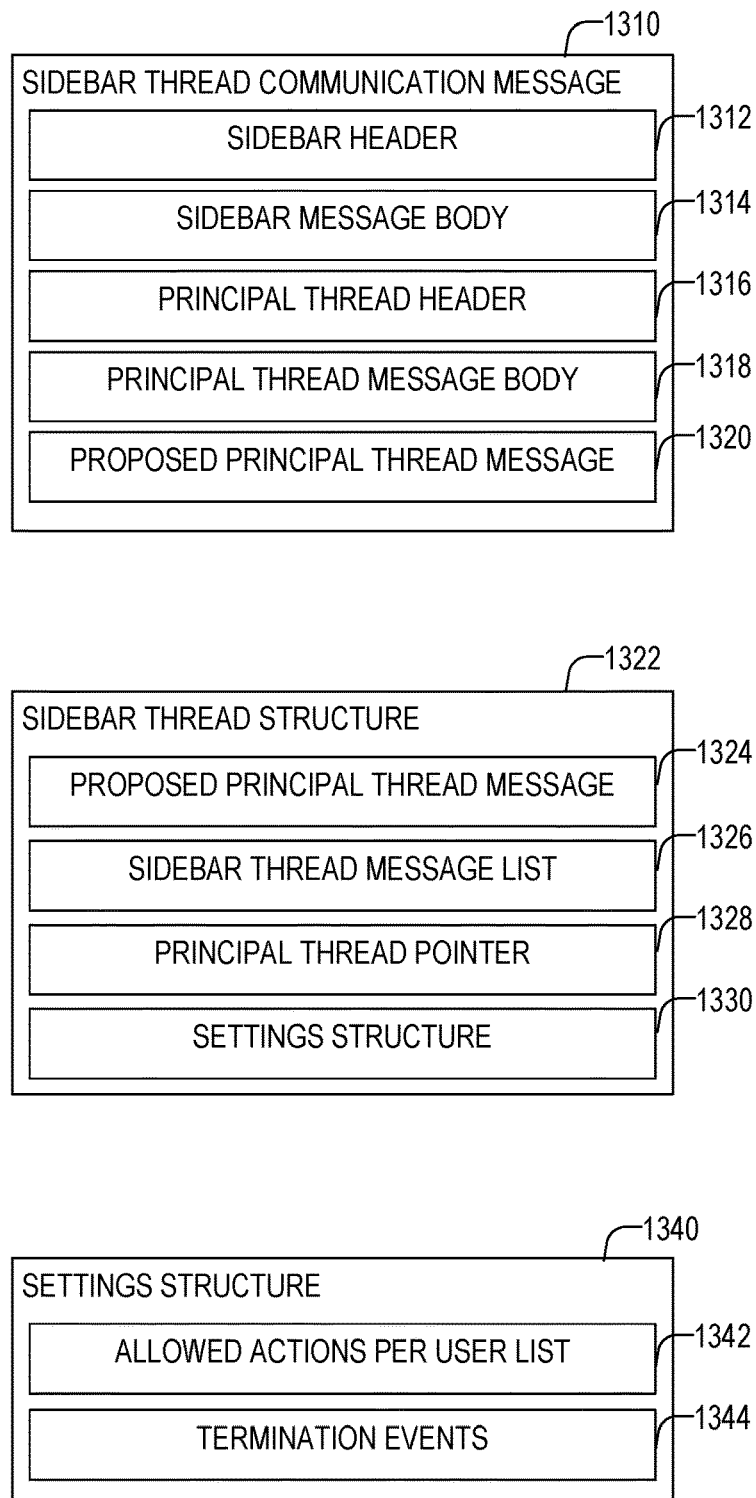 1310
SIDEBAR THREAD COMMUNICATION MESSAGE
SIDEBAR HEADER
1312
SIDEBAR MESSAGE BODY
1314
PRINCIPAL THREAD HEADER
1316
PRINCIPAL THREAD MESSAGE BODY
1318
PROPOSED PRINCIPAL THREAD MESSAGE
1320
1322
SIDEBAR THREAD STRUCTURE
PROPOSED PRINCIPAL THREAD MESSAGE
1324
SIDEBAR THREAD MESSAGE LIST
1326
PRINCIPAL THREAD POINTER
1328
SETTINGS STRUCTURE
1330
1340
SETTINGS STRUCTURE
ALLOWED ACTIONS PER USER LIST
1342
TERMINATION EVENTS
1344